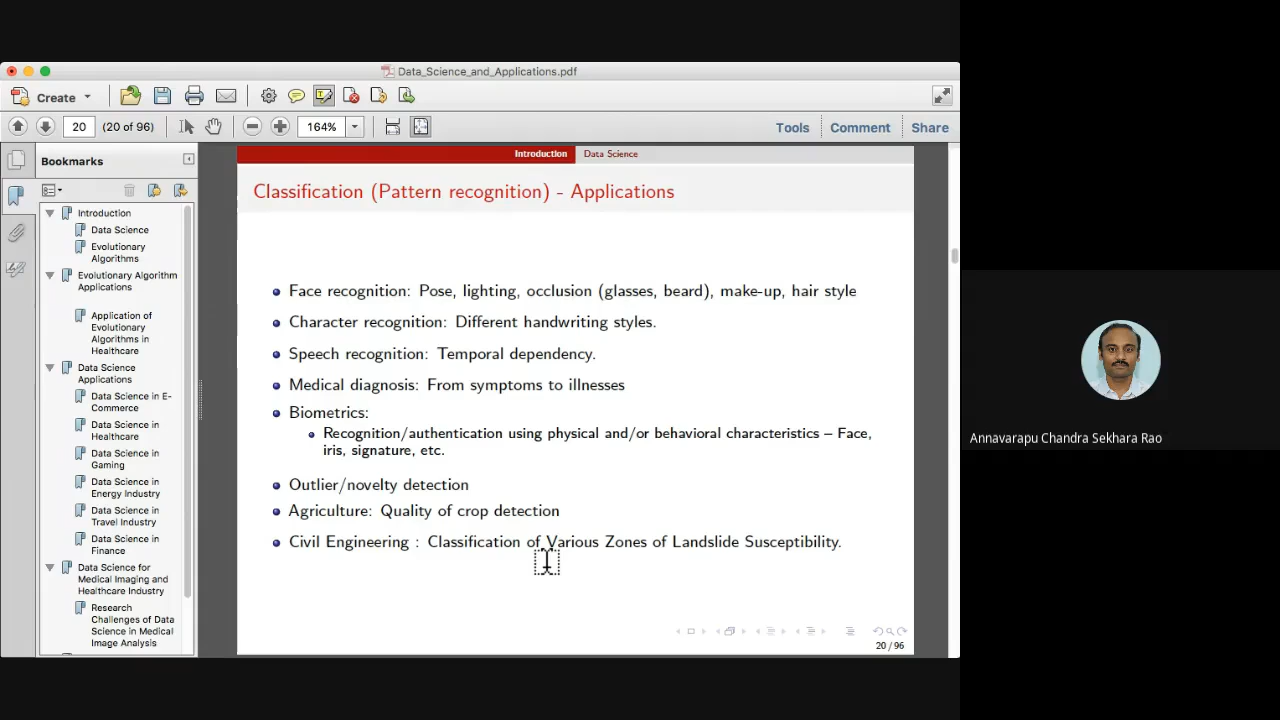 Data_Science_and_Applications.pdf
Create
20 (20 of 96) 164% Tools Comment Share
Bookmarks
Introduction
Data Science
Evolutionary
Algorithms
Evolutionary Algorithm
Applications
Application of
Evolutionary
Algorithms in
Healthcare
Data Science
Applications
Data Science in E-
Commerce
Data Science in
Healthcare
Data Science in
Gaming
Data Science in
Energy Industry
Data Science in
Travel Industry
Data Science in
Finance
Data Science for
Medical Imaging and
Healthcare Industry
Research
Challenges of Data
Science in Medical
Image Analysis
Introduction Data Science
Classification (Pattern recognition) - Applications
Face recognition: Pose, lighting, occlusion (glasses, beard), make-up, hair style
Character recognition: Different handwriting styles.
Speech recognition: Temporal dependency.
Medical diagnosis: From symptoms to illnesses
Biometrics:
Recognition/authentication using physical and/or behavioral characteristics – Face,
iris, signature, etc.
Outlier/novelty detection
Agriculture: Quality of crop detection
Civil Engineering : Classification of Various Zones of Landslide Susceptibility.
20 / 96
Annavarapu Chandra Sekhara Rao